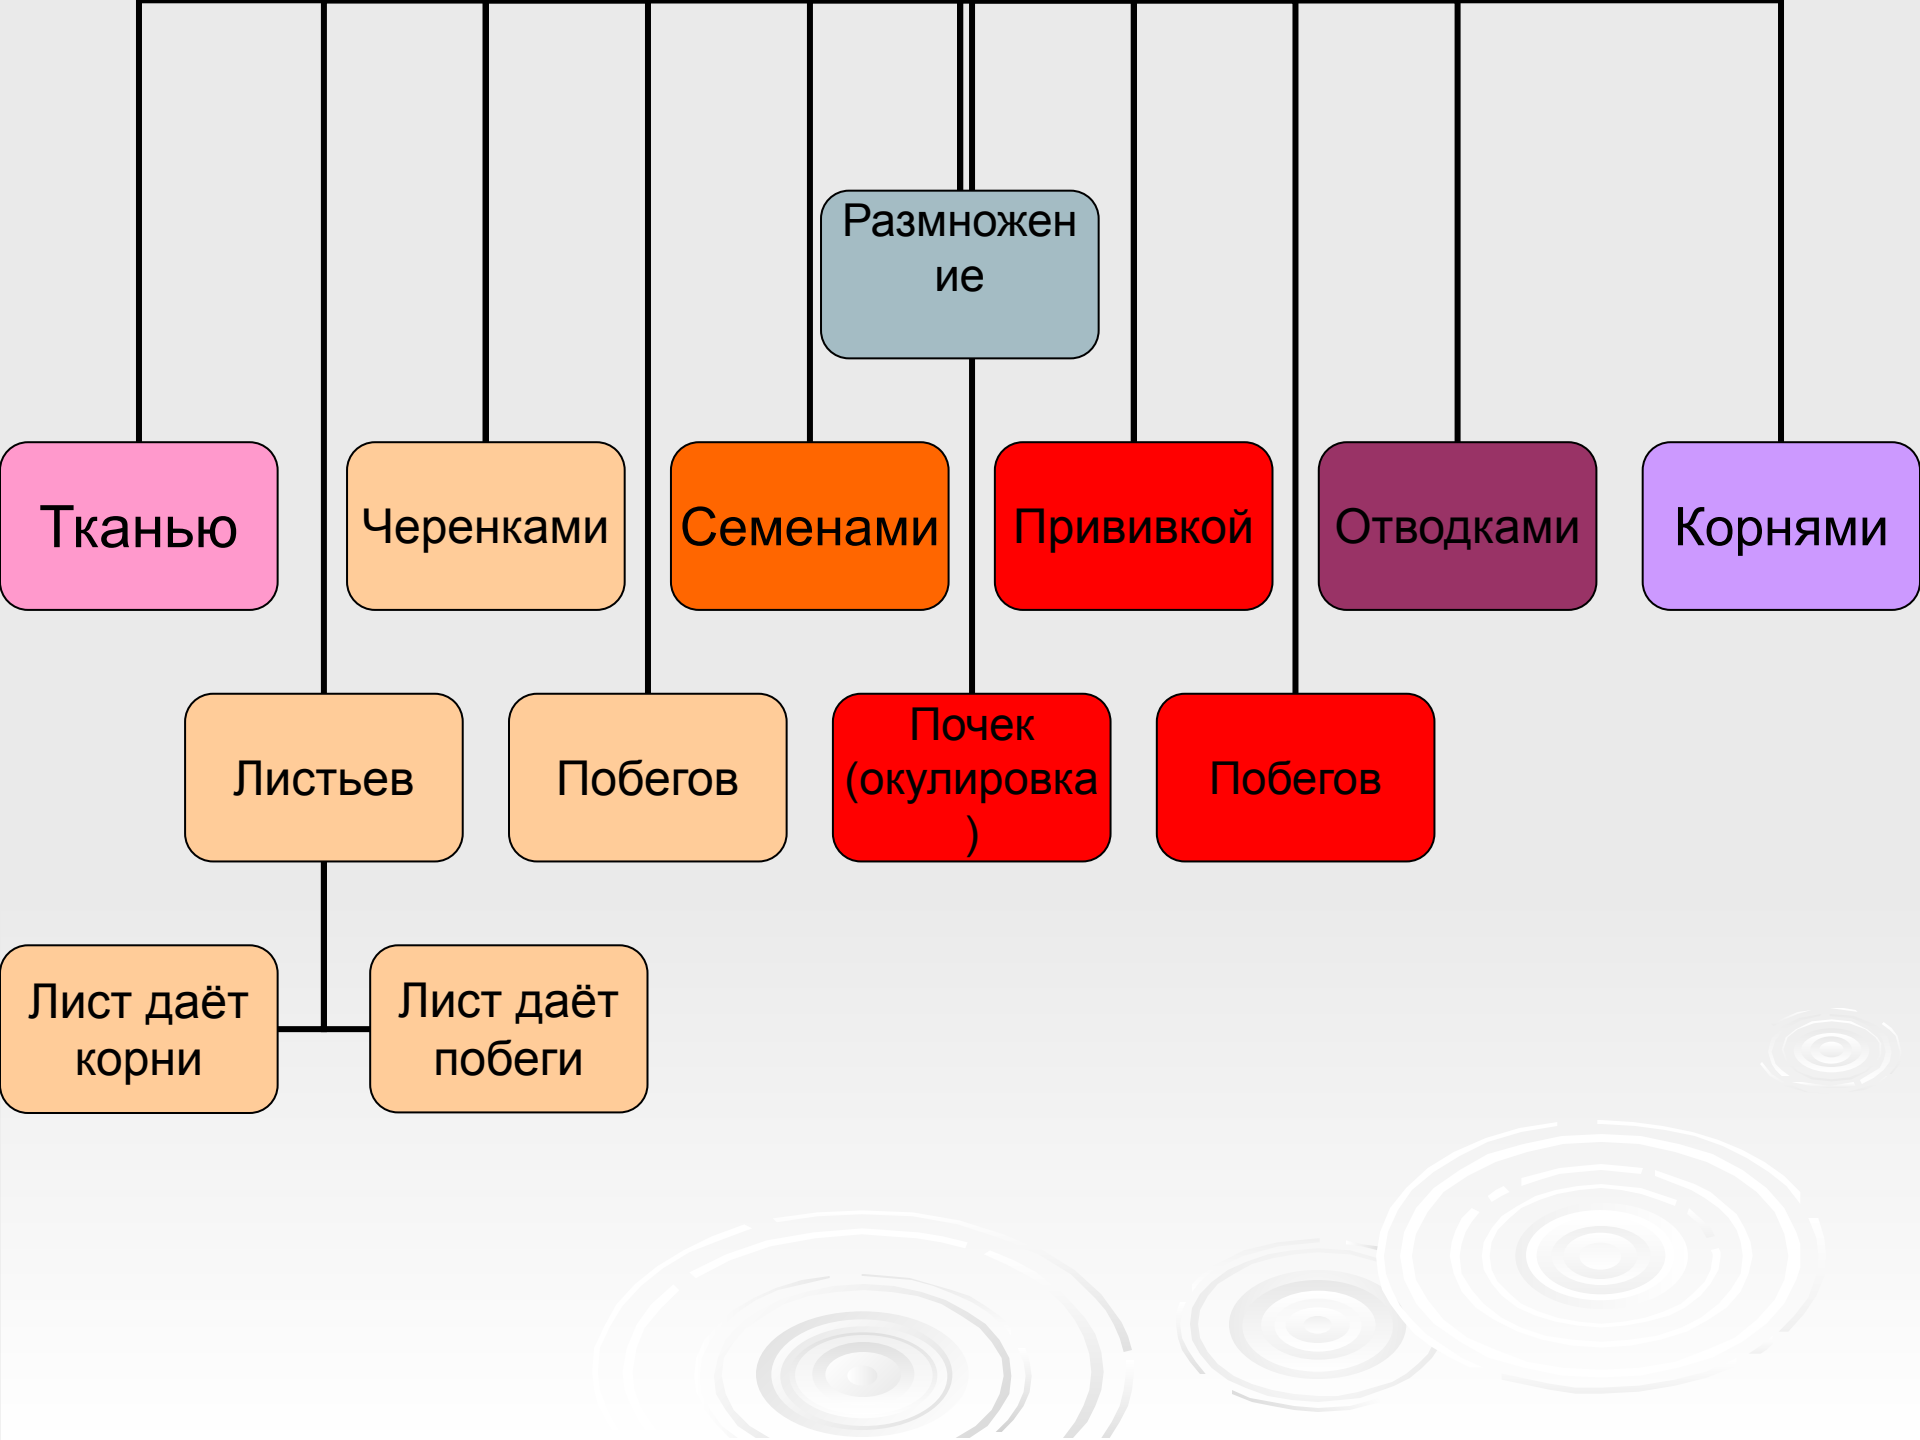 Размножен
ие
Тканью
Черенками
Семенами
Прививкой
Отводками
Корнями
Листьев
Побегов
Почек
(окулировка
)
Побегов
Лист даёт
корни
Лист даёт
побеги